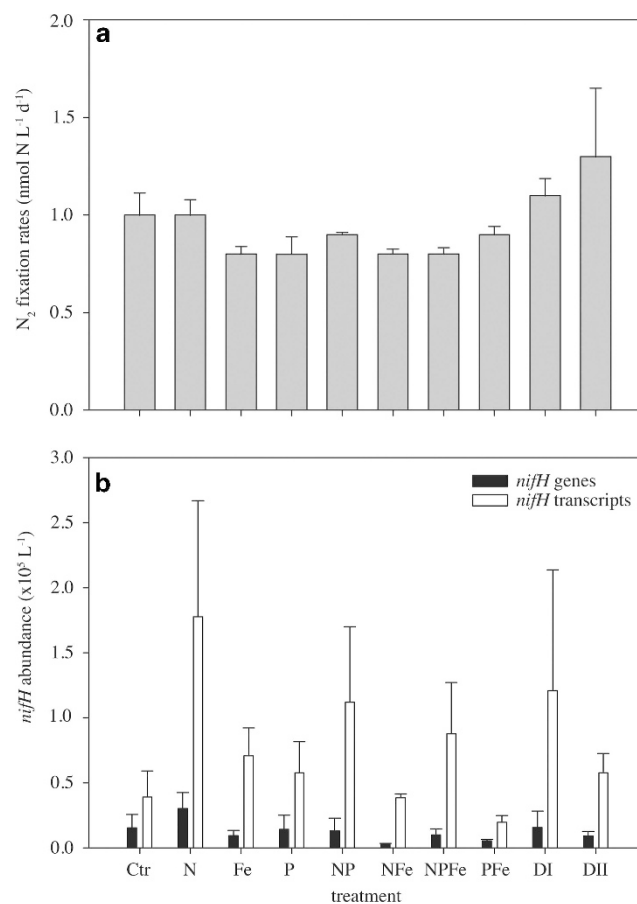 a
N₂ fixation rates (nmol N L⁻¹ d⁻¹)
2.0
1.5
1.0
0.5
0.0
b
nifH abundance (x10⁵ L⁻¹)
nifH genes
nifH transcripts
3.0
2.5
2.0
1.5
1.0
0.5
0.0
Ctr N Fe P NP NFe NPFe PFe DI DII
treatment